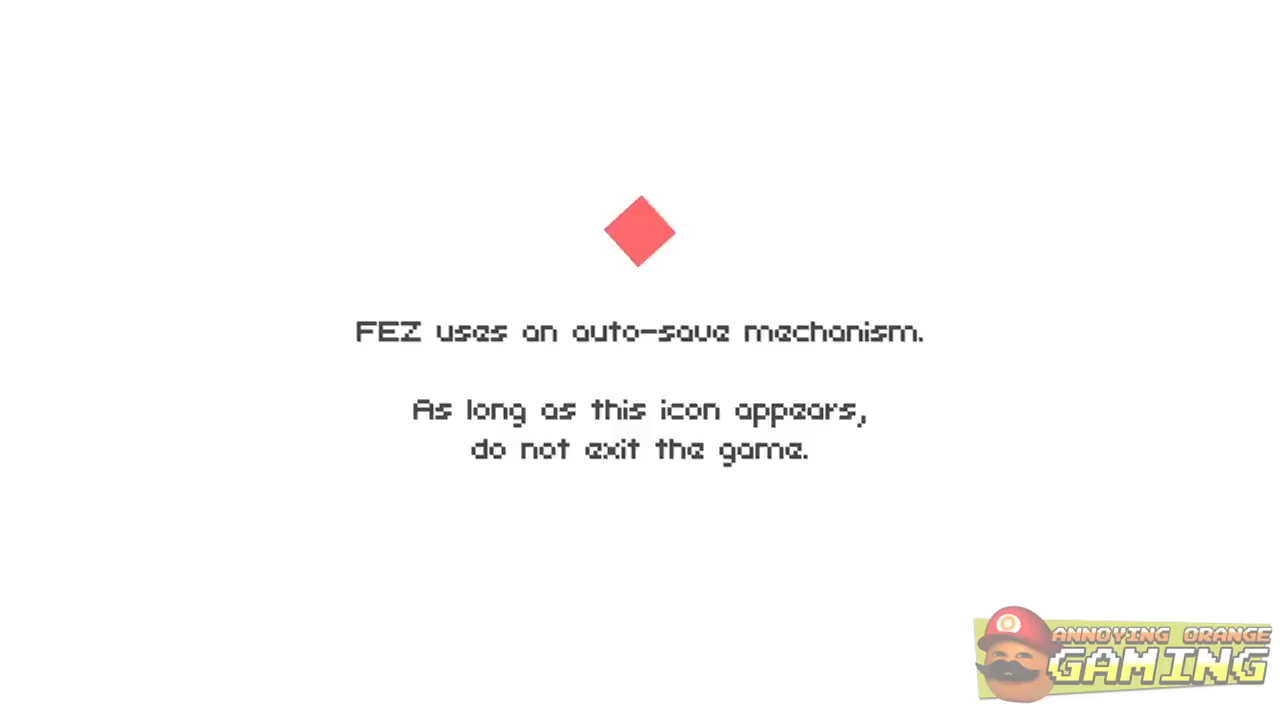 FEZ uses an auto-save mechanism.
As long as this icon appears,
do not exit the game.
ANNOYING ORANGE
GAMING